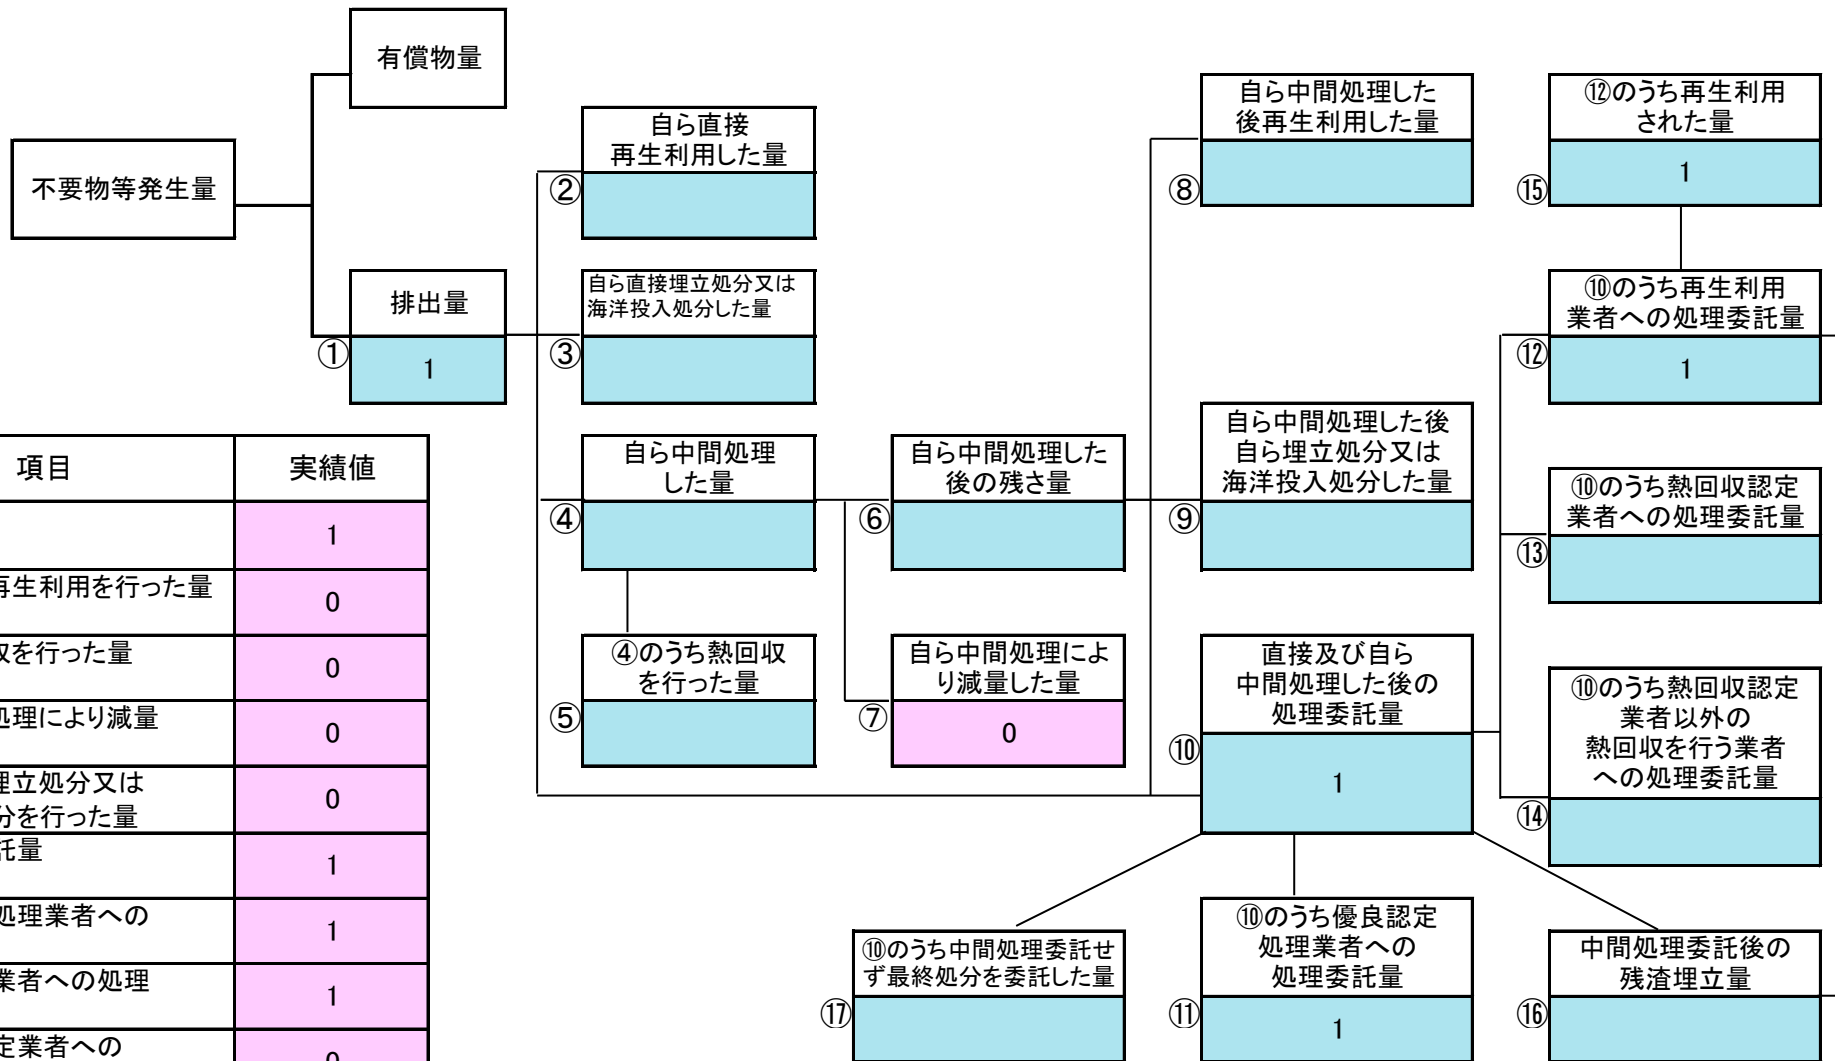 有償物量
不要物等発生量
排出量
①
1
自ら直接
再生利用した量
②
自ら直接埋立処分又は
海洋投入処分した量
③
自ら中間処理
した量
④
④のうち熱回収
を行った量
⑤
自ら中間処理した
後の残さ量
⑥
自ら中間処理によ
り減量した量
⑦
0
自ら中間処理した
後再生利用した量
⑧
自ら中間処理した後
自ら埋立処分又は
海洋投入処分した量
⑨
直接及び自ら
中間処理した後の
処理委託量
⑩
1
⑩のうち優良認定
処理業者への
処理委託量
⑪
1
⑫のうち再生利用
された量
⑮
1
⑩のうち再生利用
業者への処理委託量
⑫
1
⑩のうち熱回収認定
業者への処理委託量
⑬
⑩のうち熱回収認定
業者以外の
熱回収を行う業者
への処理委託量
⑭
中間処理委託後の
残渣埋立量
⑯
⑩のうち中間処理委託せ
ず最終処分を委託した量
⑰
項目 実績値
1
再生利用を行った量 0
を行った量 0
処理により減量 0
埋立処分又は
分を行った量 0
託量 1
処理業者への 1
業者への処理 1
定業者への 0